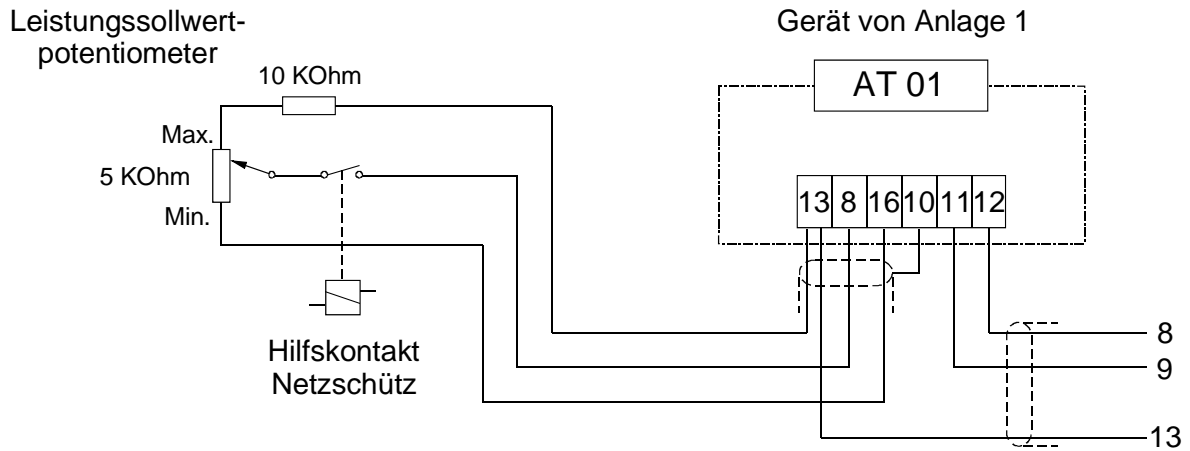 Leistungssollwert-
potentiometer
Gerät von Anlage 1
10 KOhm
AT 01
Max.
5 KOhm
Min.
13 8 16 10 11 12
Hilfskontakt
Netzschütz
8
9
13